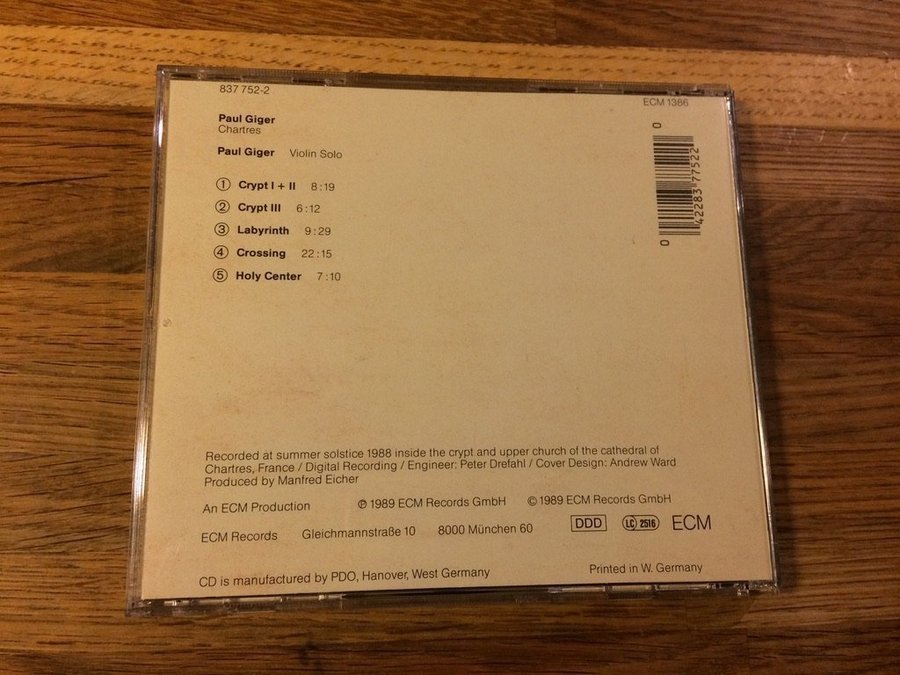 837 752-2
ECM 1386
Paul Giger
Chartres
Paul Giger Violin Solo
① Crypt I + II 8:19
② Crypt III 6:12
③ Labyrinth 9:29
④ Crossing 22:15
⑤ Holy Center 7:10
0 42283 77522 0
Recorded at summer solstice 1988 inside the crypt and upper church of the cathedral of
Chartres, France / Digital Recording / Engineer: Peter Drefahl / Cover Design: Andrew Ward
Produced by Manfred Eicher
An ECM Production ℗ 1989 ECM Records GmbH © 1989 ECM Records GmbH
ECM Records Gleichmannstraße 10 8000 München 60 DDD LC 2516 ECM
CD is manufactured by PDO, Hanover, West Germany Printed in W. Germany